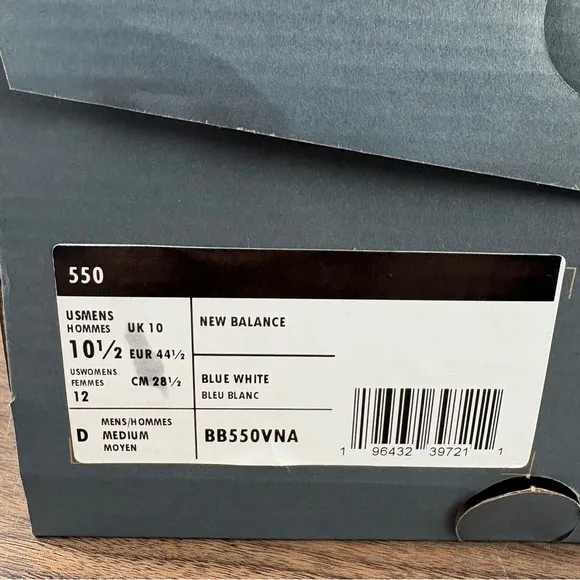 550
USMENS
HOMMES
UK 10
10½ EUR 44½
USWOMENS
FEMMES
CM 28½
12
NEW BALANCE
BLUE WHITE
BLEU BLANC
D
MENS/HOMMES
MEDIUM
MOYEN
BB550VNA
1 96432 39721 1